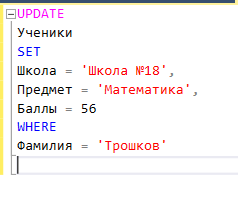 UPDATE
Ученики
SET
Школа = 'Школа №18',
Предмет = 'Математика',
Баллы = 56
WHERE
Фамилия = 'Трошков'